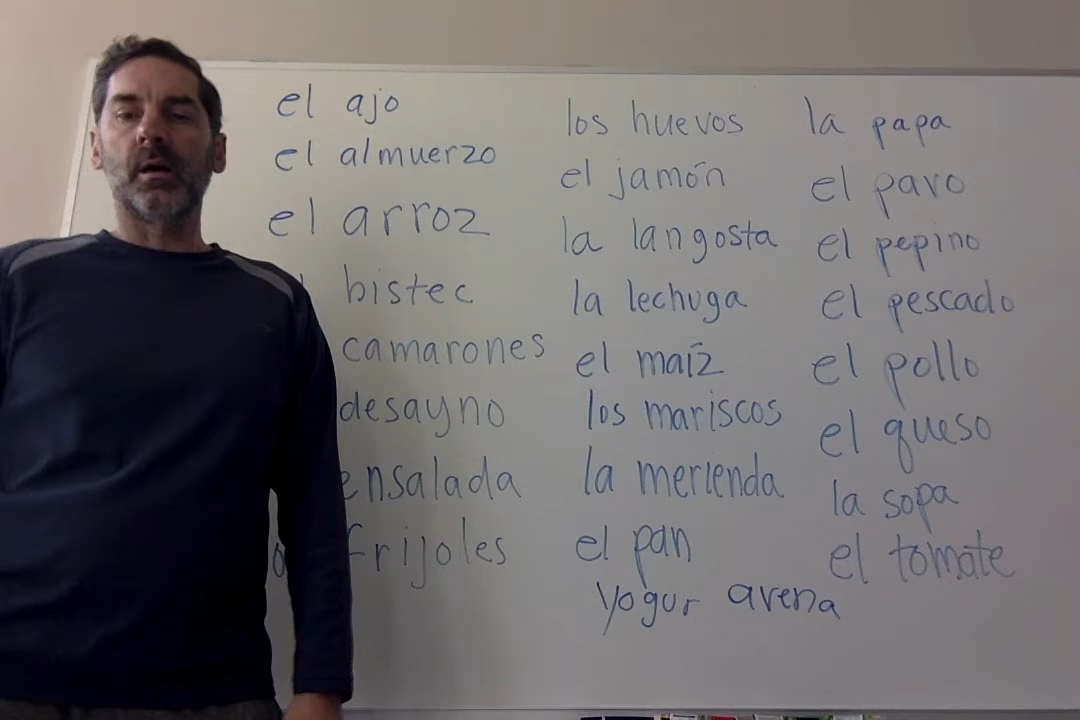 el ajo
el almuerzo
el arroz
bistec
camarones
desayno
ensalada
frijoles
los huevos
el jamón
la langosta
la lechuga
el maíz
los mariscos
la merienda
el pan
yogur avena
la papa
el pavo
el pepino
el pescado
el pollo
el queso
la sopa
el tomate